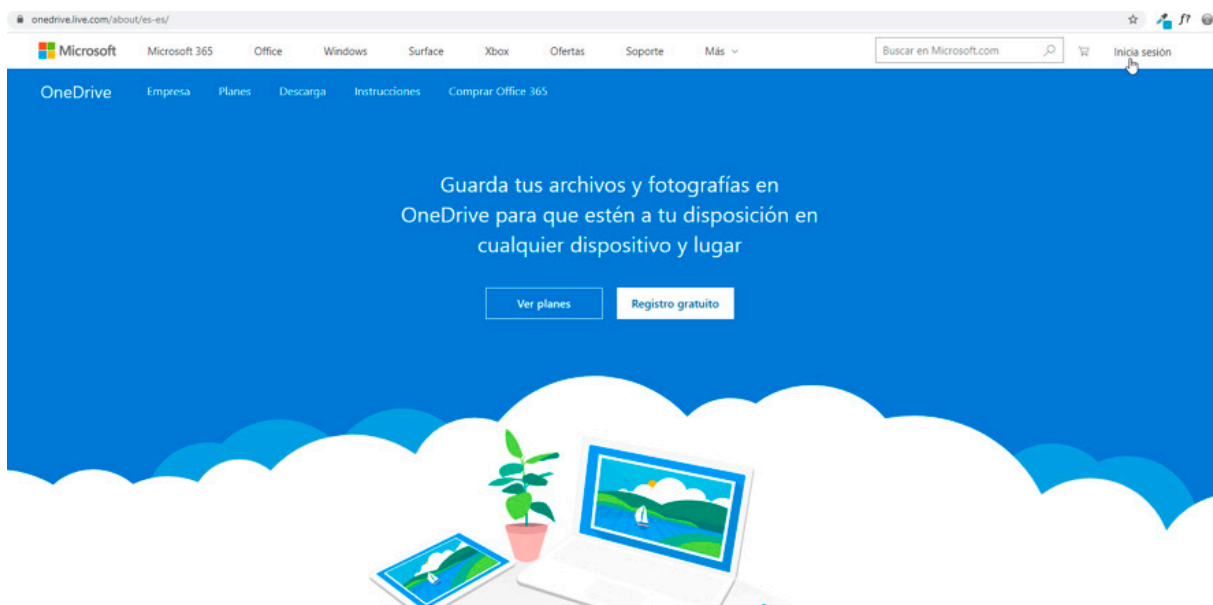 onedrive.live.com/about/es-es/
f?
Microsoft Microsoft 365 Office Windows Surface Xbox Ofertas Soporte Más Buscar en Microsoft.com Inicia sesión
OneDrive Empresa Planes Descarga Instrucciones Comprar Office 365
Guarda tus archivos y fotografías en
OneDrive para que estén a tu disposición en
cualquier dispositivo y lugar
Ver planes Registro gratuito